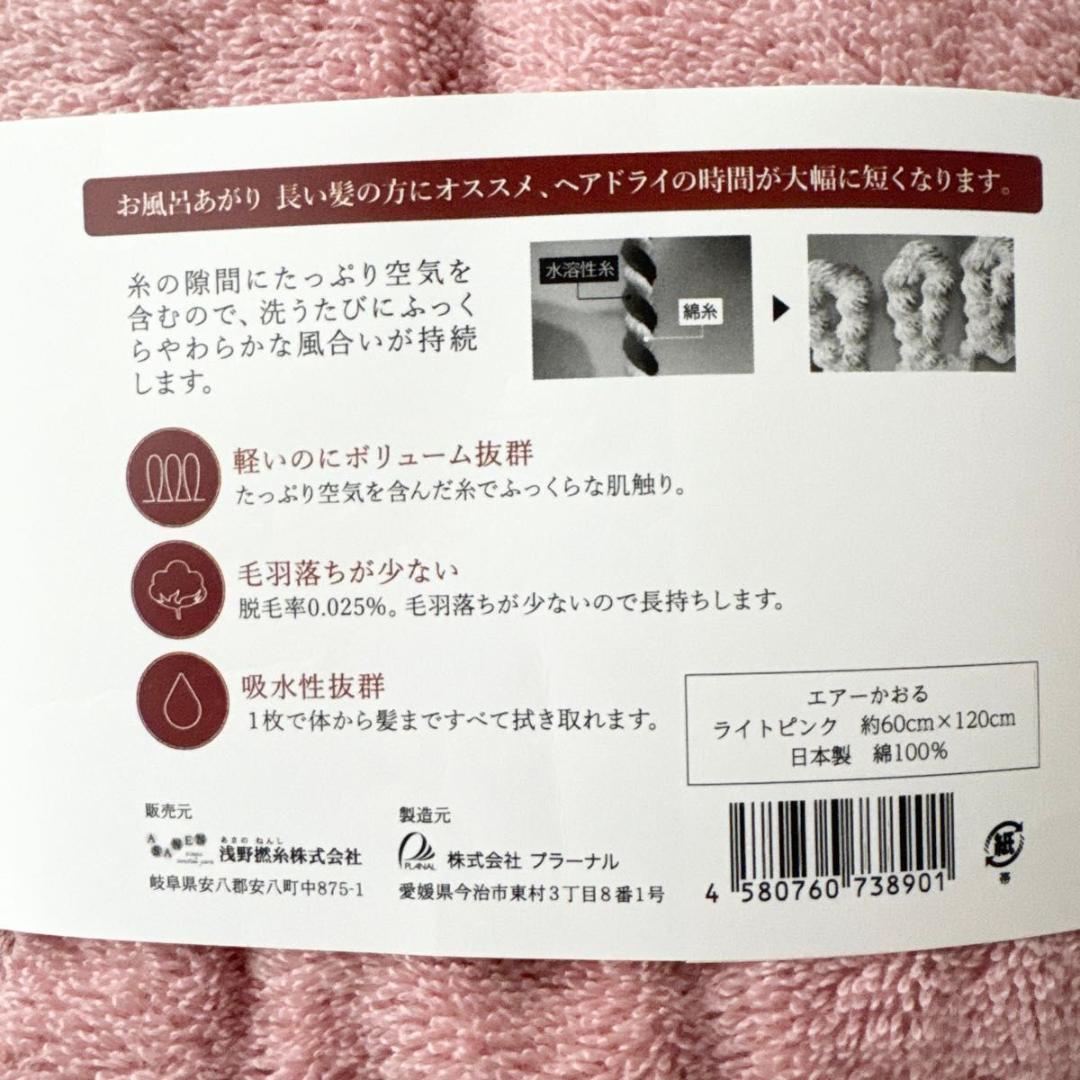 お風呂あがり 長い髪の方にオススメ、ヘアドライの時間が大幅に短くなります。
糸の隙間にたっぷり空気を
含むので、洗うたびにふっく
らやわらかな風合いが持続
します。
水溶性糸
綿糸
軽いのにボリューム抜群
たっぷり空気を含んだ糸でふっくらな肌触り。
毛羽落ちが少ない
脱毛率0.025%。毛羽落ちが少ないので長持ちします。
吸水性抜群
1枚で体から髪まですべて拭き取れます。
エアーかおる
ライトピンク 約60cm×120cm
日本製 綿100%
販売元
ASANEN
あさの ねんし
浅野撚糸株式会社
岐阜県安八郡安八町中875-1
製造元
PLANAL
株式会社 プラーナル
愛媛県今治市東村3丁目8番1号
4 580760 738901
紙
帯